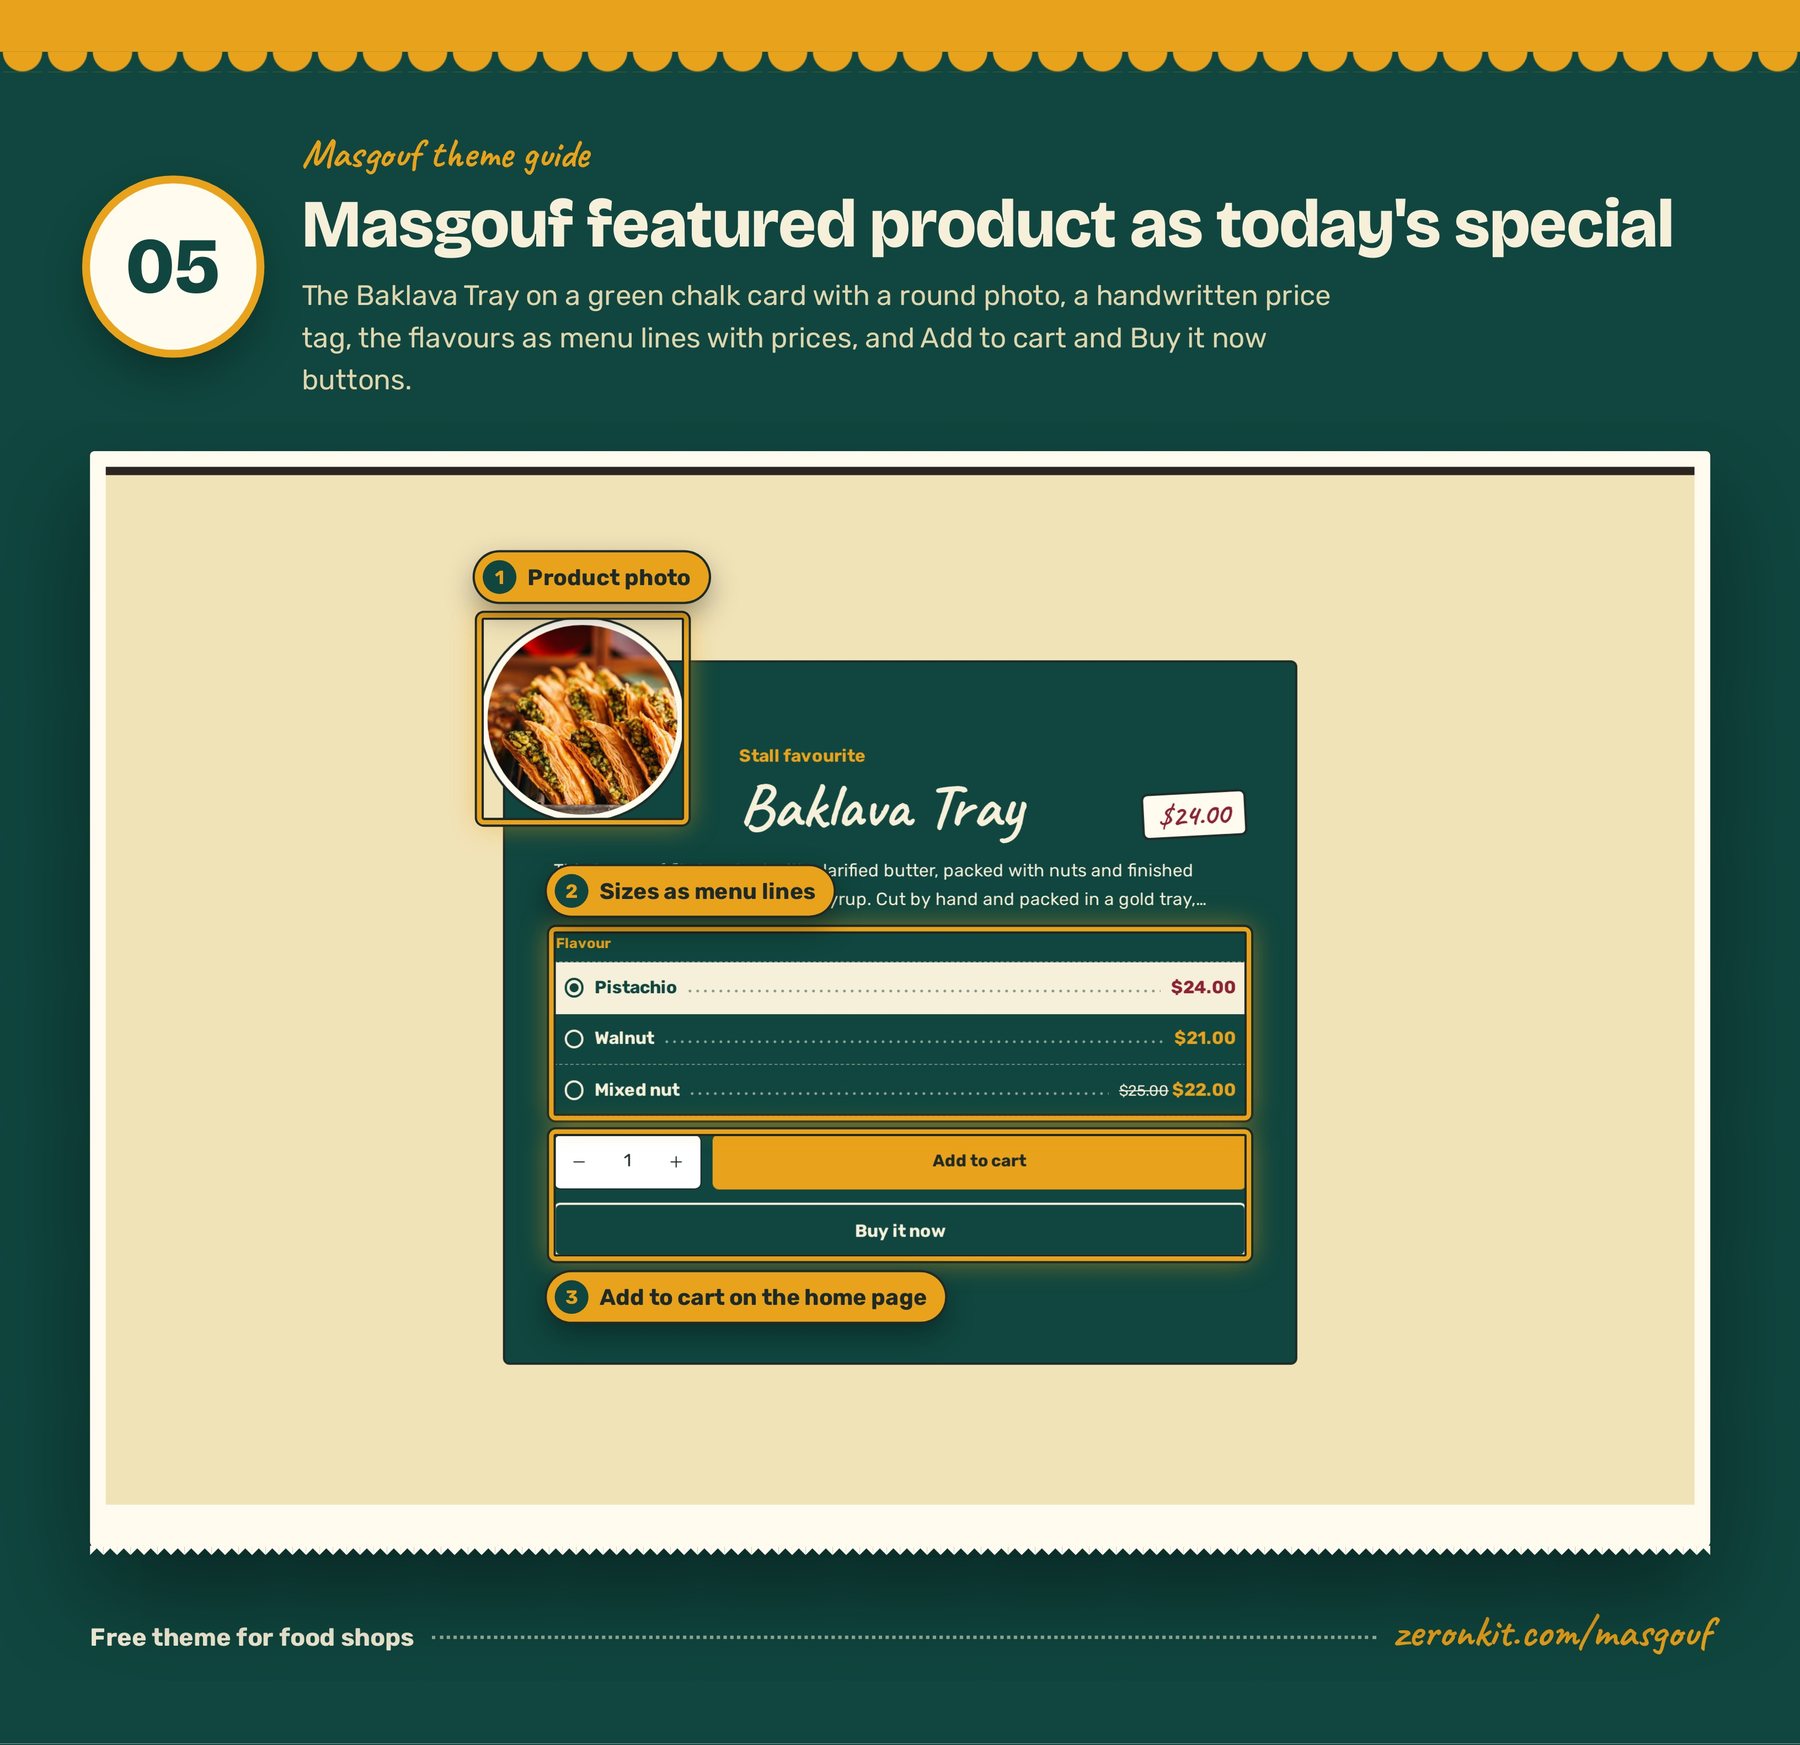 Masgouf theme guide
05
Masgouf featured product as today's special
The Baklava Tray on a green chalk card with a round photo, a handwritten price
tag, the flavours as menu lines with prices, and Add to cart and Buy it now
buttons.
1 Product photo
Stall favourite
Baklava Tray
$24.00
larified butter, packed with nuts and finished
2 Sizes as menu lines
yrup. Cut by hand and packed in a gold tray,...
Flavour
Pistachio $24.00
Walnut $21.00
Mixed nut $25.00 $22.00
− 1 + Add to cart
Buy it now
3 Add to cart on the home page
Free theme for food shops zeronkit.com/masgouf